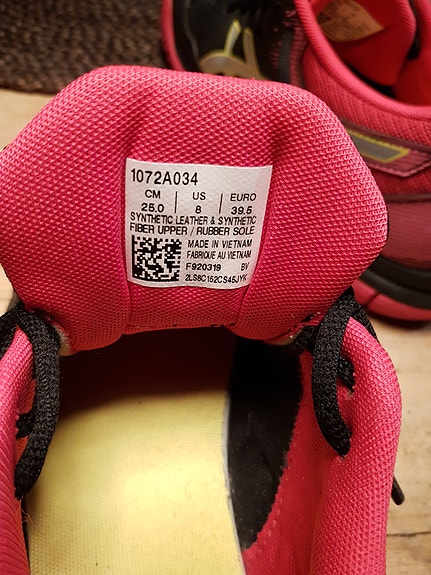 1072A034
CM | US | EURO
25.0 | 8 | 39.5
SYNTHETIC LEATHER & SYNTHETIC
FIBER UPPER / RUBBER SOLE
MADE IN VIETNAM
FABRIQUE AU VIETNAM
F920319 BV
2LS8C152CS45JYK